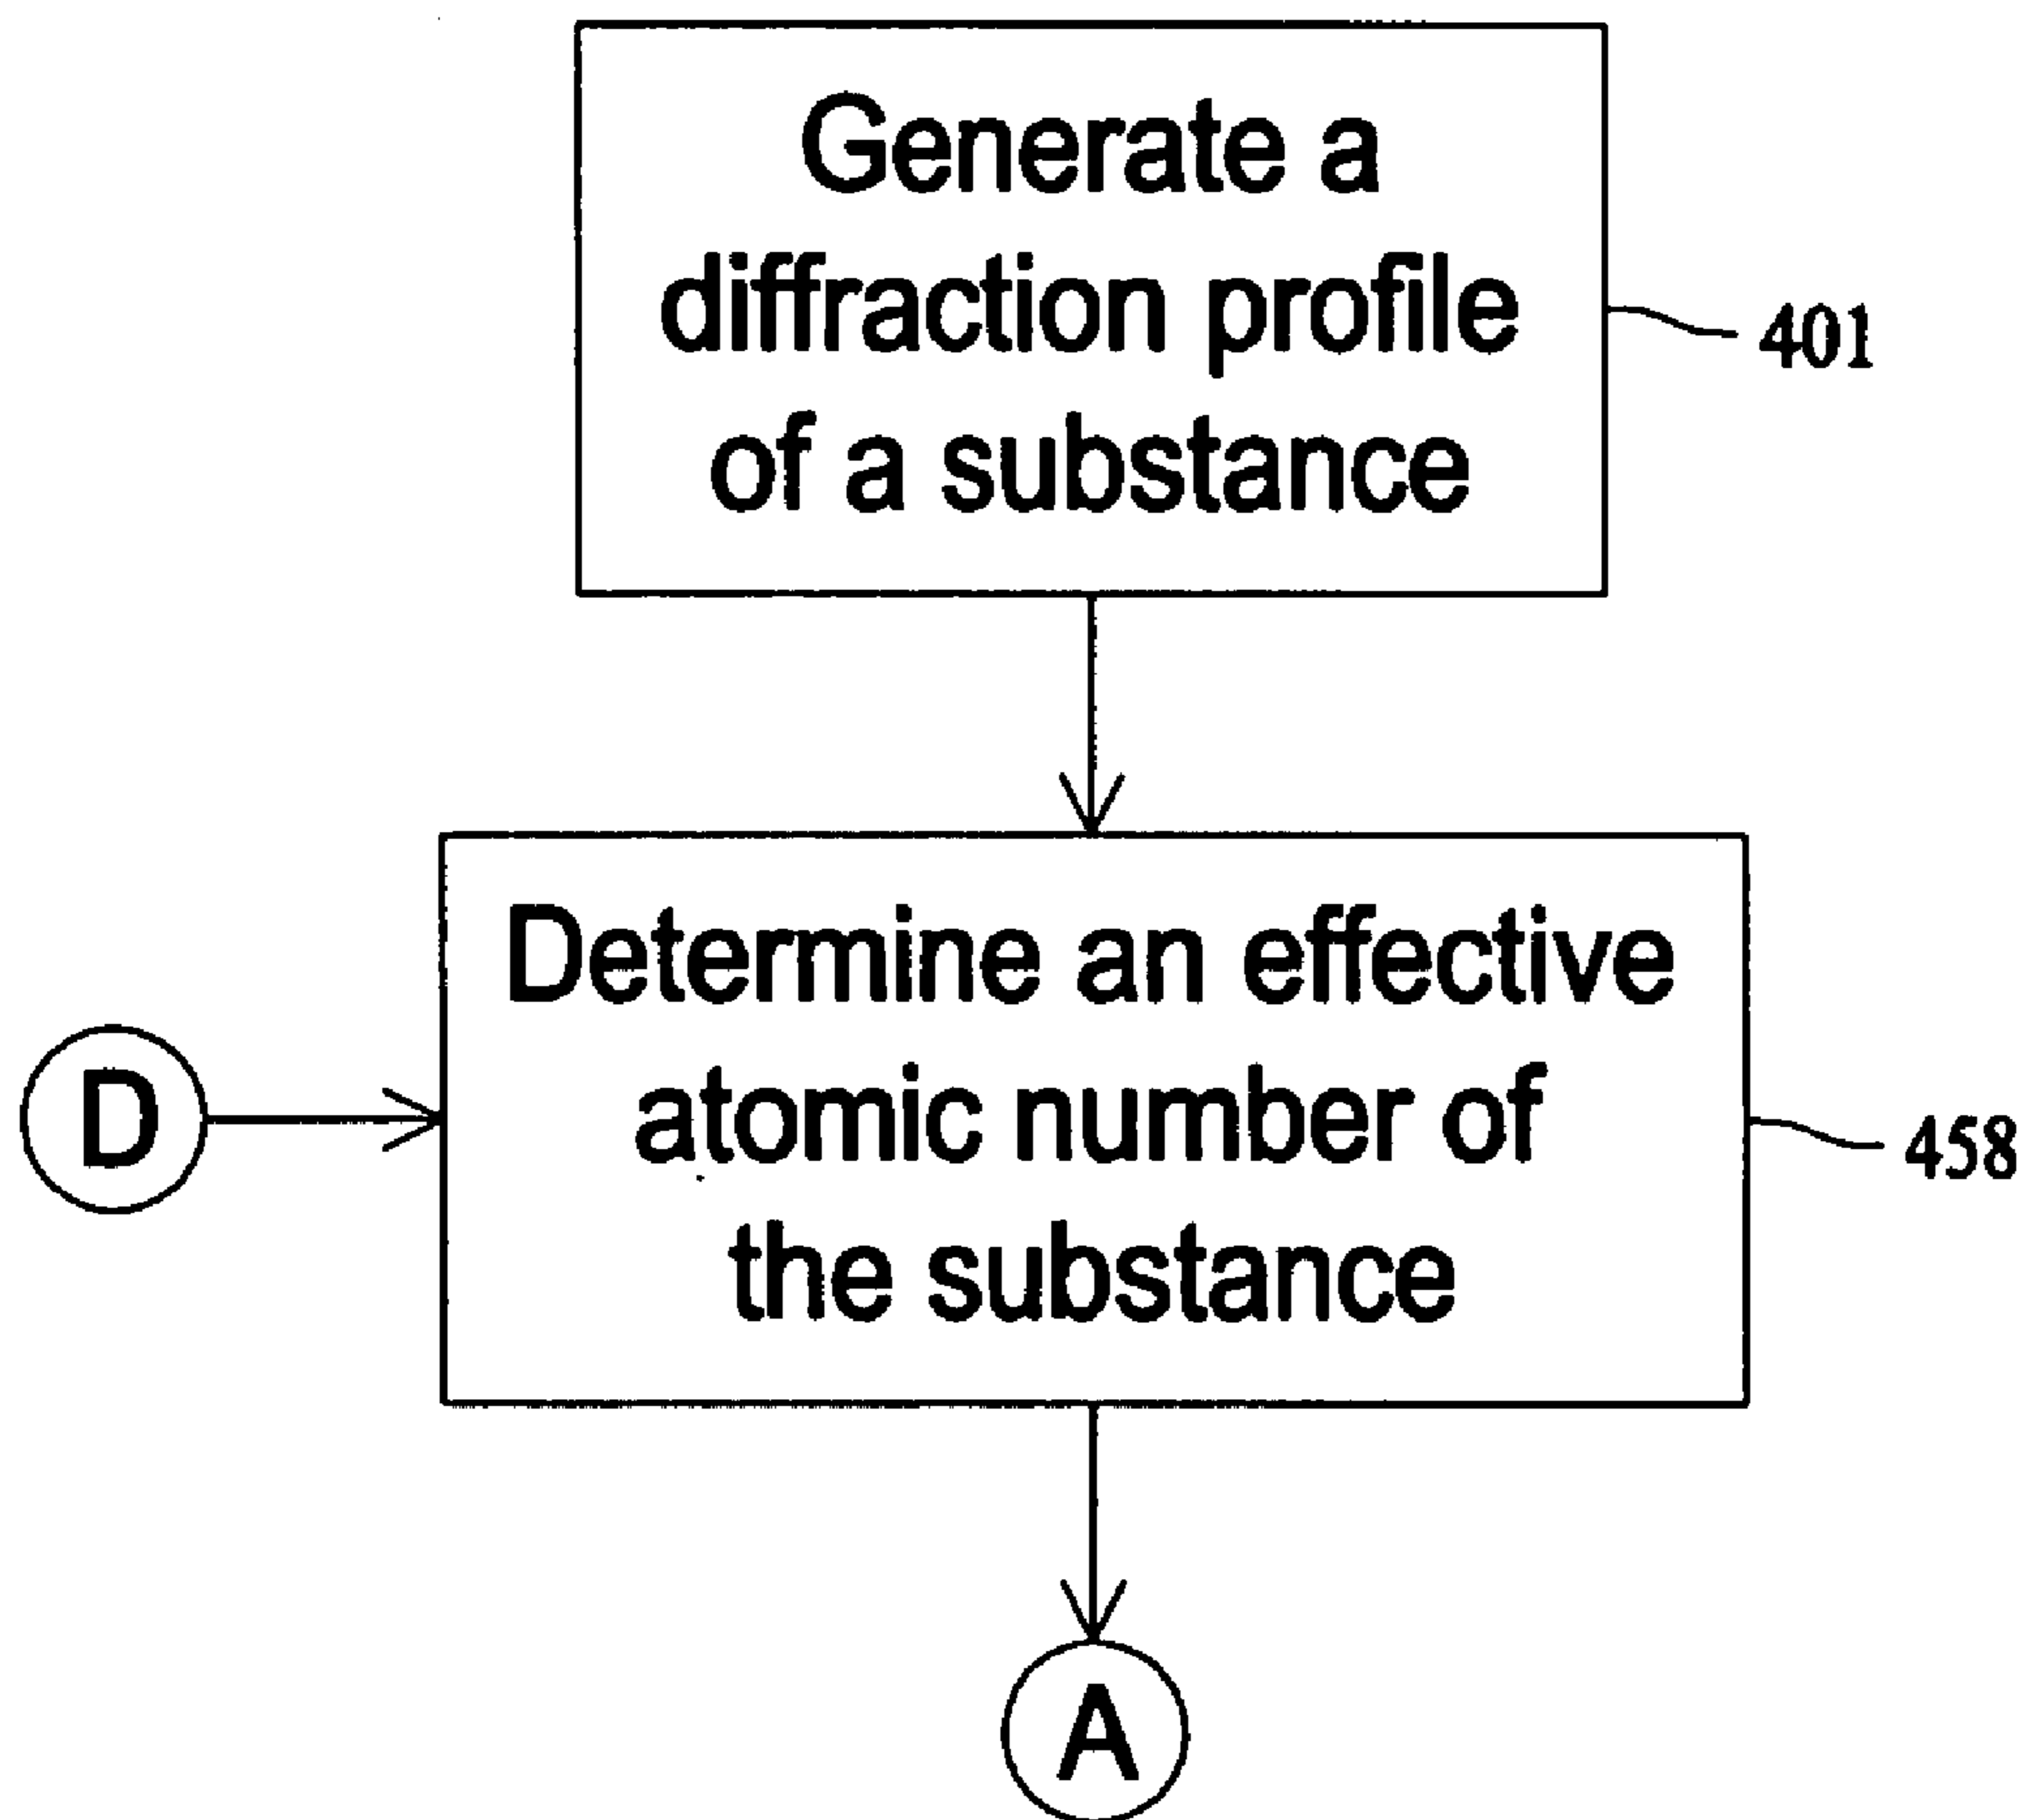 Generate a
diffraction profile
of a substance
401
Determine an effective
atomic number of
the substance
D
458
A